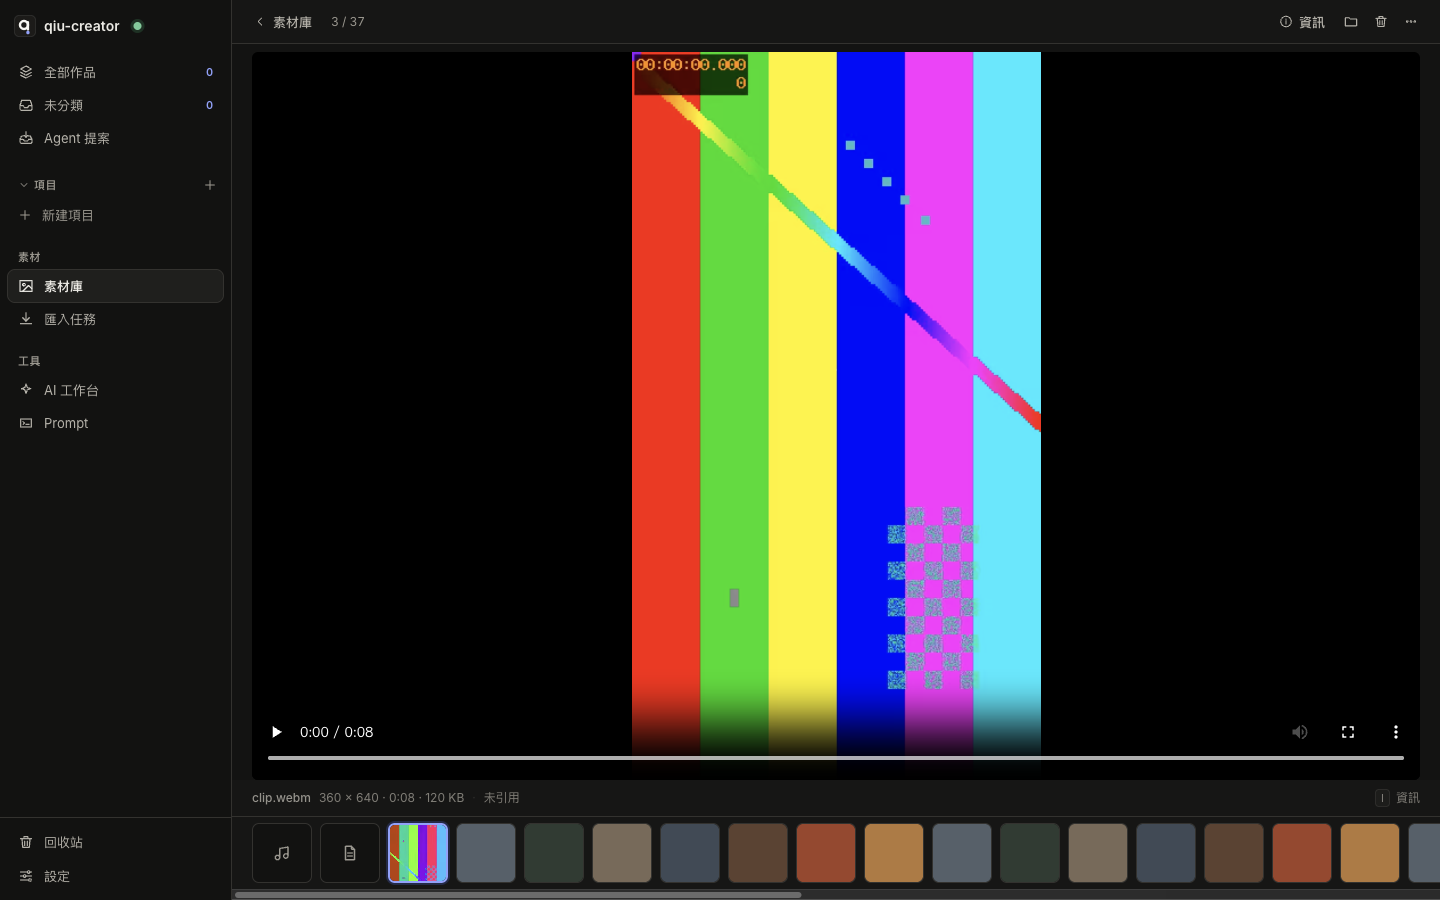 qiu-creator
全部作品 0
未分類 0
Agent 提案
項目
新建項目
素材
素材庫
匯入任務
工具
AI 工作台
Prompt
回收站
設定
素材庫 3 / 37
資訊
00:00:00.000
0
0:00 / 0:08
clip.webm 360 × 640 · 0:08 · 120 KB · 未引用
I 資訊